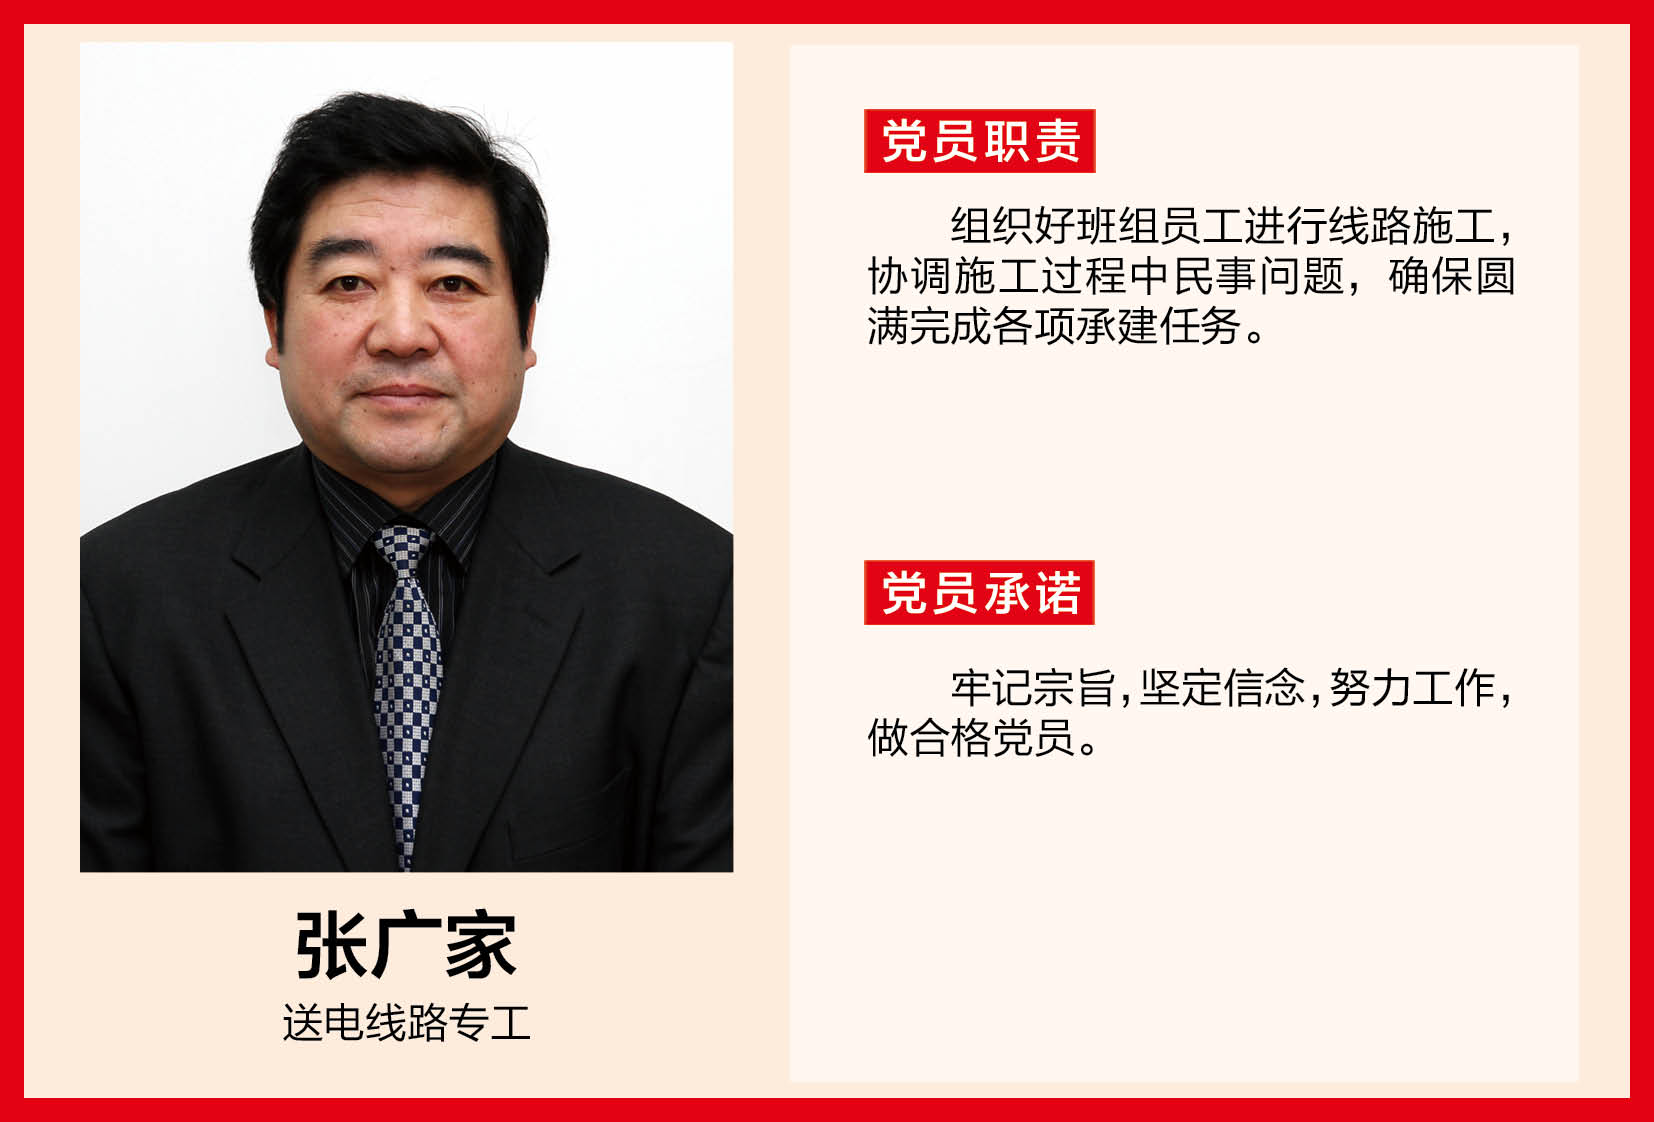 党员职责
组织好班组员工进行线路施工，
协调施工过程中民事问题，确保圆
满完成各项承建任务。
党员承诺
牢记宗旨，坚定信念，努力工作，
做合格党员。
张广家
送电线路专工